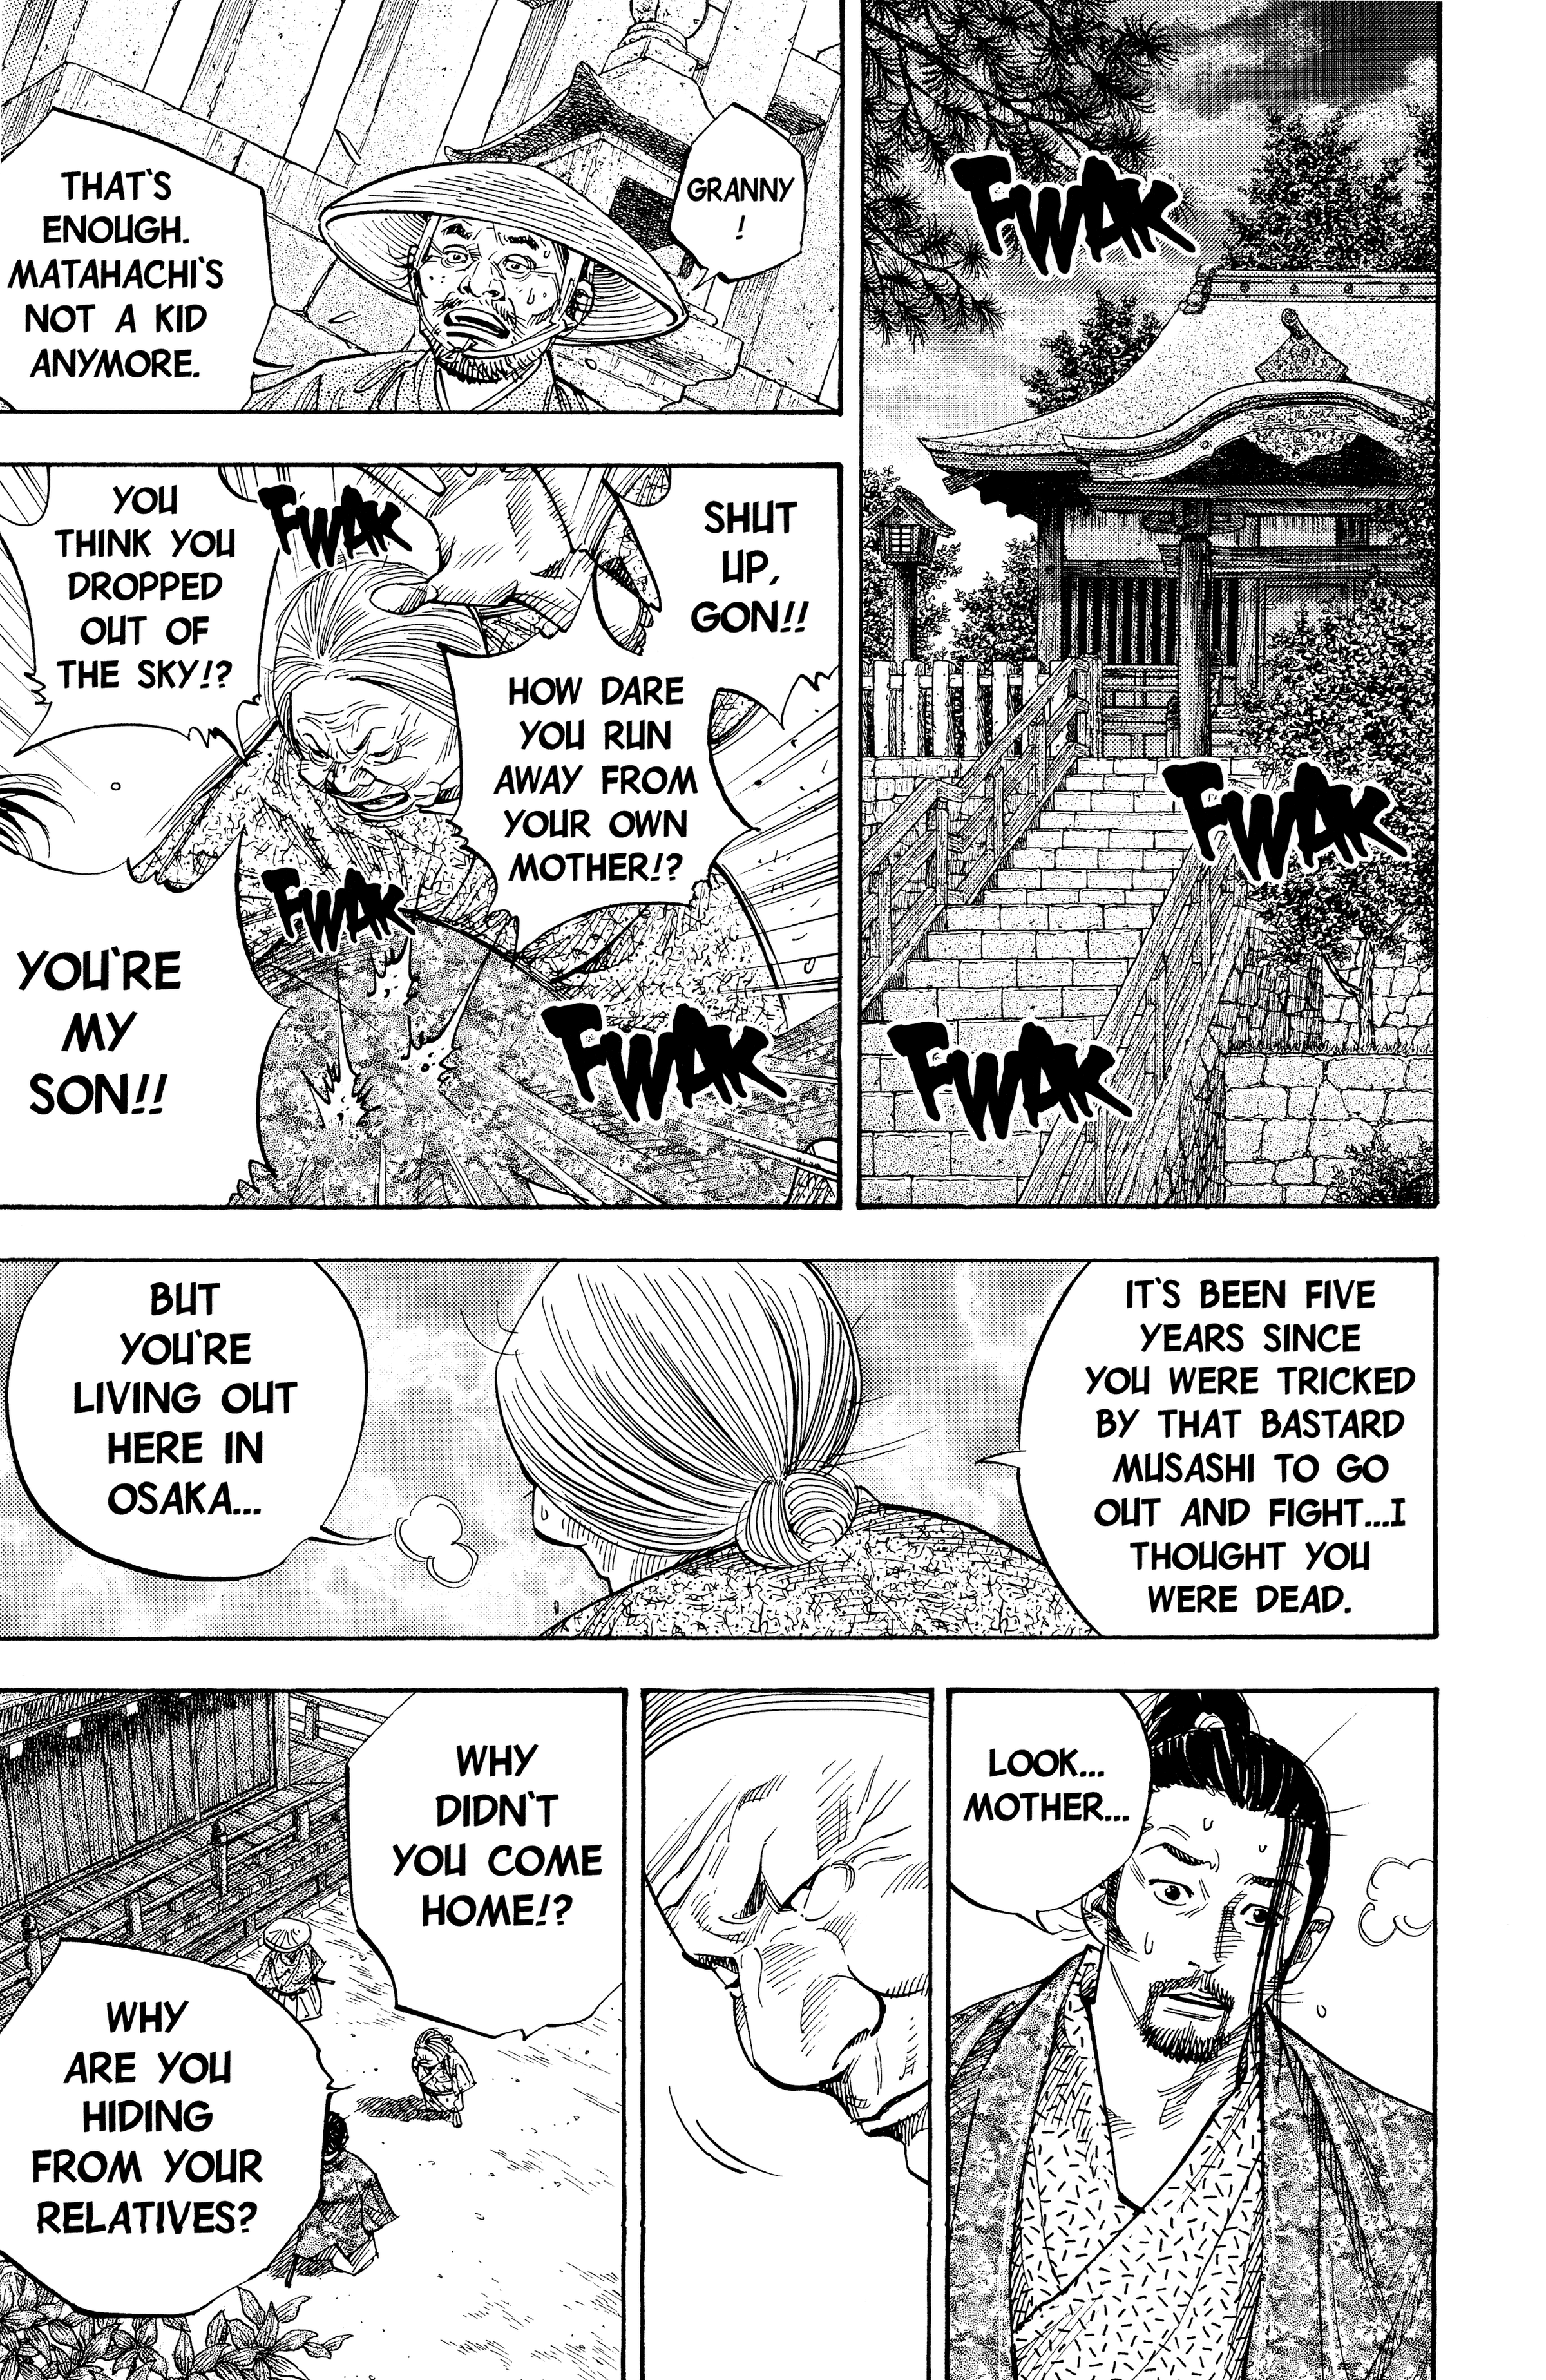 FWAK
FWAK
FWAK
GRANNY
!
THAT'S
ENOUGH.
MATAHACHI'S
NOT A KID
ANYMORE.
SHUT
UP,
GON!!
HOW DARE
YOU RUN
AWAY FROM
YOUR OWN
MOTHER!?
FWAK
YOU
THINK YOU
DROPPED
OUT OF
THE SKY!?
FWAK
FWAK
YOU'RE
MY
SON!!
IT'S BEEN FIVE
YEARS SINCE
YOU WERE TRICKED
BY THAT BASTARD
MUSASHI TO GO
OUT AND FIGHT...I
THOUGHT YOU
WERE DEAD.
BUT
YOU'RE
LIVING OUT
HERE IN
OSAKA...
LOOK...
MOTHER...
WHY
DIDN'T
YOU COME
HOME!?
WHY
ARE YOU
HIDING
FROM YOUR
RELATIVES?